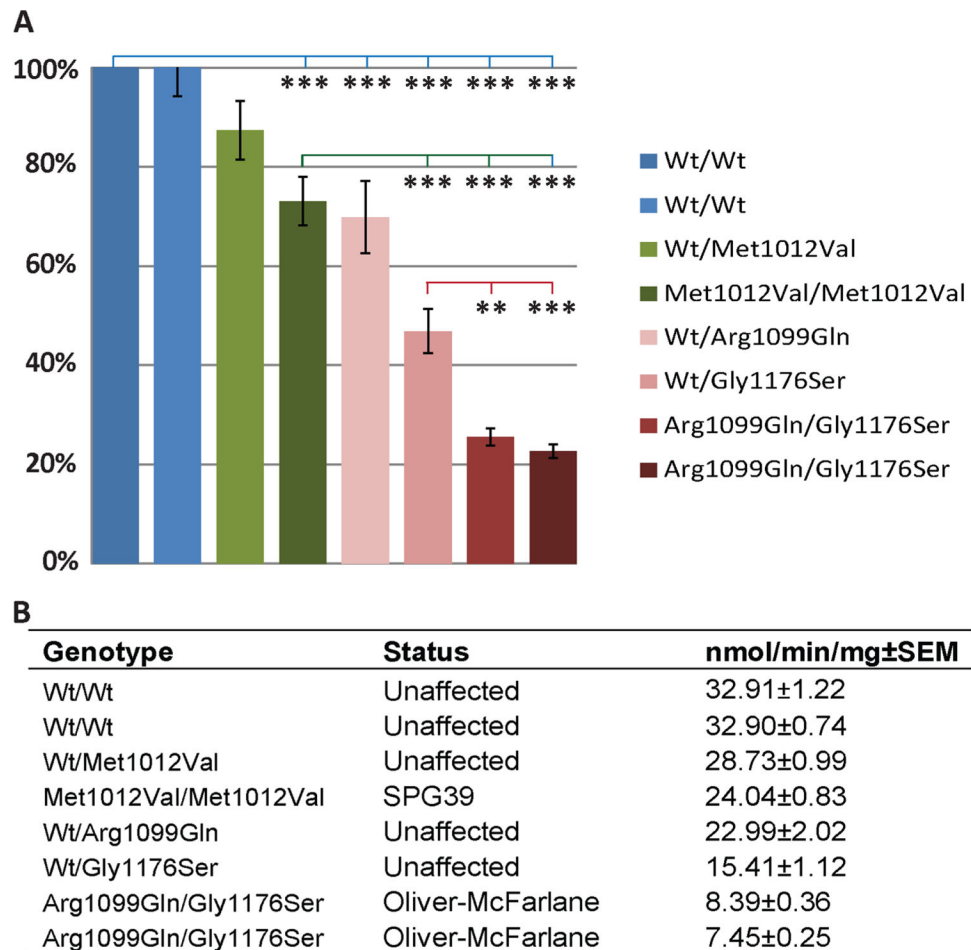 A
100%
*** *** *** *** ***
80%
*** *** ***
60%
** ***
40%
20%
0%
Wt/Wt
Wt/Wt
Wt/Met1012Val
Met1012Val/Met1012Val
Wt/Arg1099Gln
Wt/Gly1176Ser
Arg1099Gln/Gly1176Ser
Arg1099Gln/Gly1176Ser
B
Genotype Status nmol/min/mg±SEM
Wt/Wt Unaffected 32.91±1.22
Wt/Wt Unaffected 32.90±0.74
Wt/Met1012Val Unaffected 28.73±0.99
Met1012Val/Met1012Val SPG39 24.04±0.83
Wt/Arg1099Gln Unaffected 22.99±2.02
Wt/Gly1176Ser Unaffected 15.41±1.12
Arg1099Gln/Gly1176Ser Oliver-McFarlane 8.39±0.36
Arg1099Gln/Gly1176Ser Oliver-McFarlane 7.45±0.25